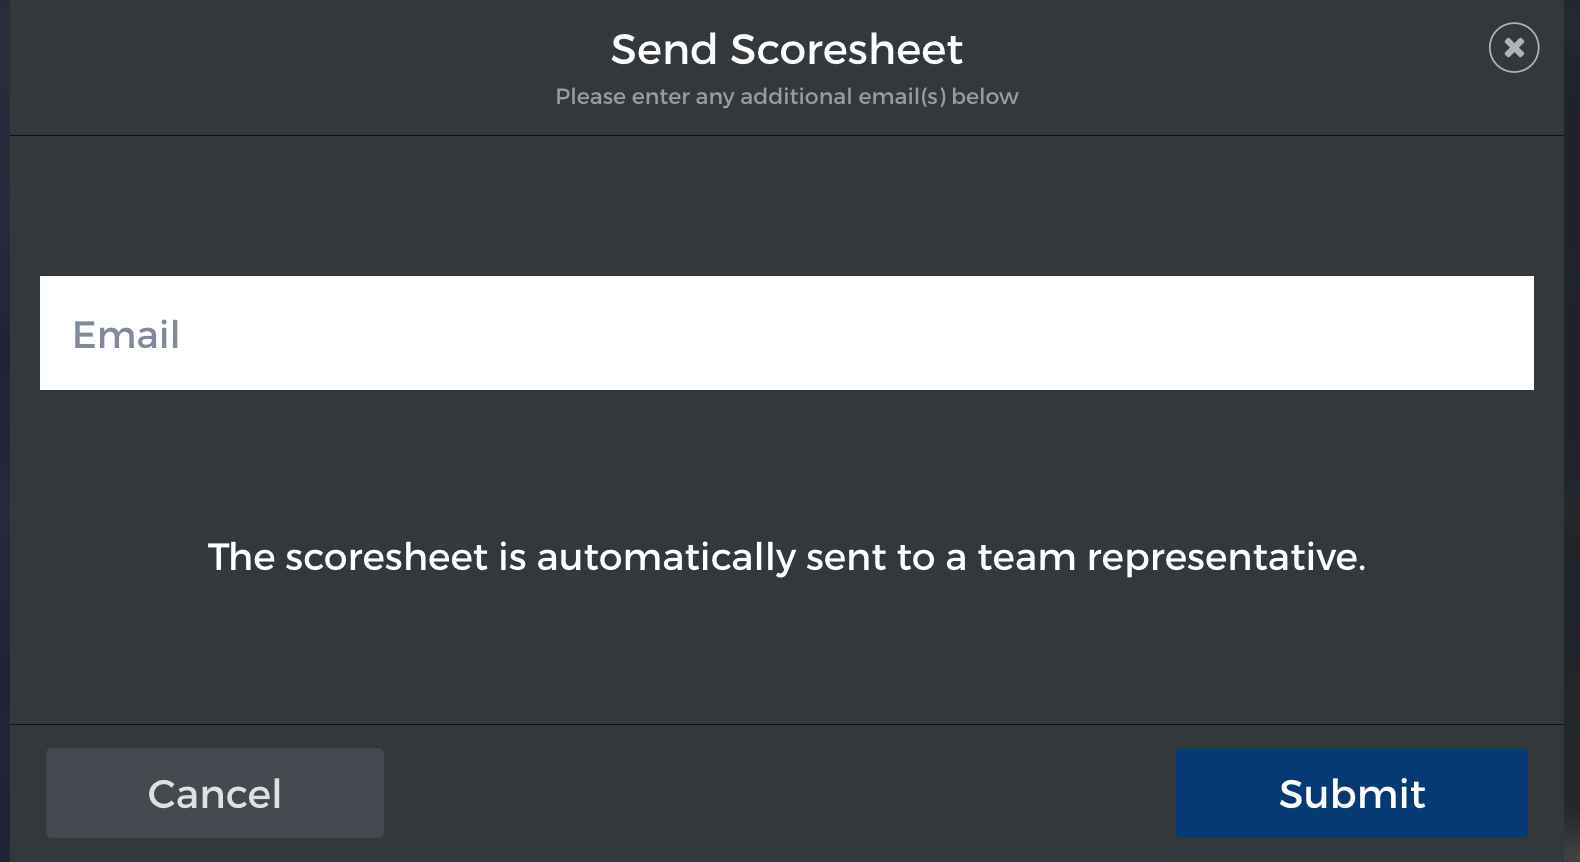 Send Scoresheet
Please enter any additional email(s) below
Email
The scoresheet is automatically sent to a team representative.
Cancel
Submit